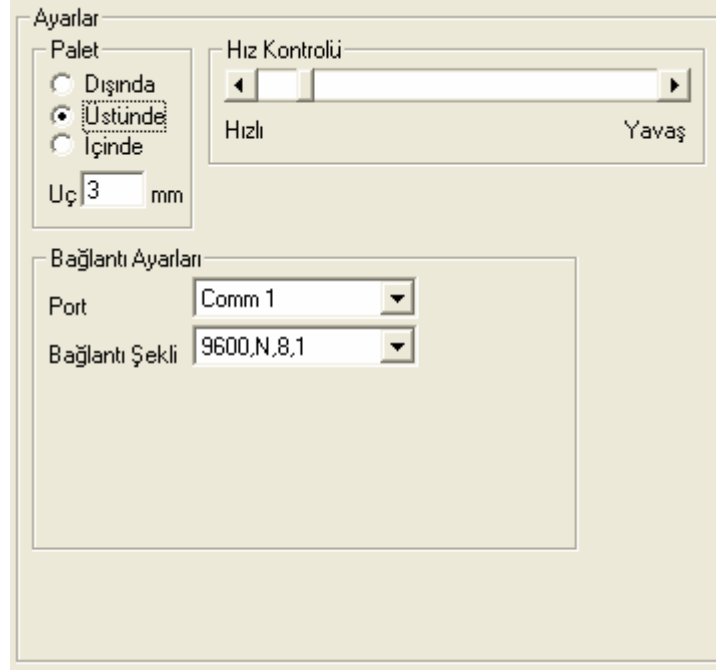 Ayarlar
Palet
Dışında
Üstünde
İçinde
Uç 3 mm
Hız Kontrolü
Hızlı Yavaş
Bağlantı Ayarları
Port Comm 1
Bağlantı Şekli 9600,N,8,1